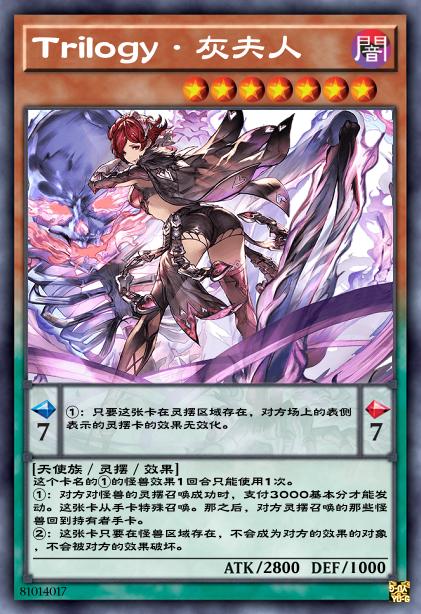 Trilogy·灰夫人
闇
①：只要这张卡在灵摆区域存在，对方场上的表侧
表示的灵摆卡的效果无效化。
7
7
[天使族 / 灵摆 / 效果]
这个卡名的①的怪兽效果1回合只能使用1次。
①：对方对怪兽的灵摆召唤成功时，支付3000基本分才能发
动。这张卡从手卡特殊召唤。那之后，对方灵摆召唤的那些怪
兽回到持有者手卡。
②：这张卡只要在怪兽区域存在，不会成为对方的效果的对象
，不会被对方的效果破坏。
ATK/2800 DEF/1000
81014017